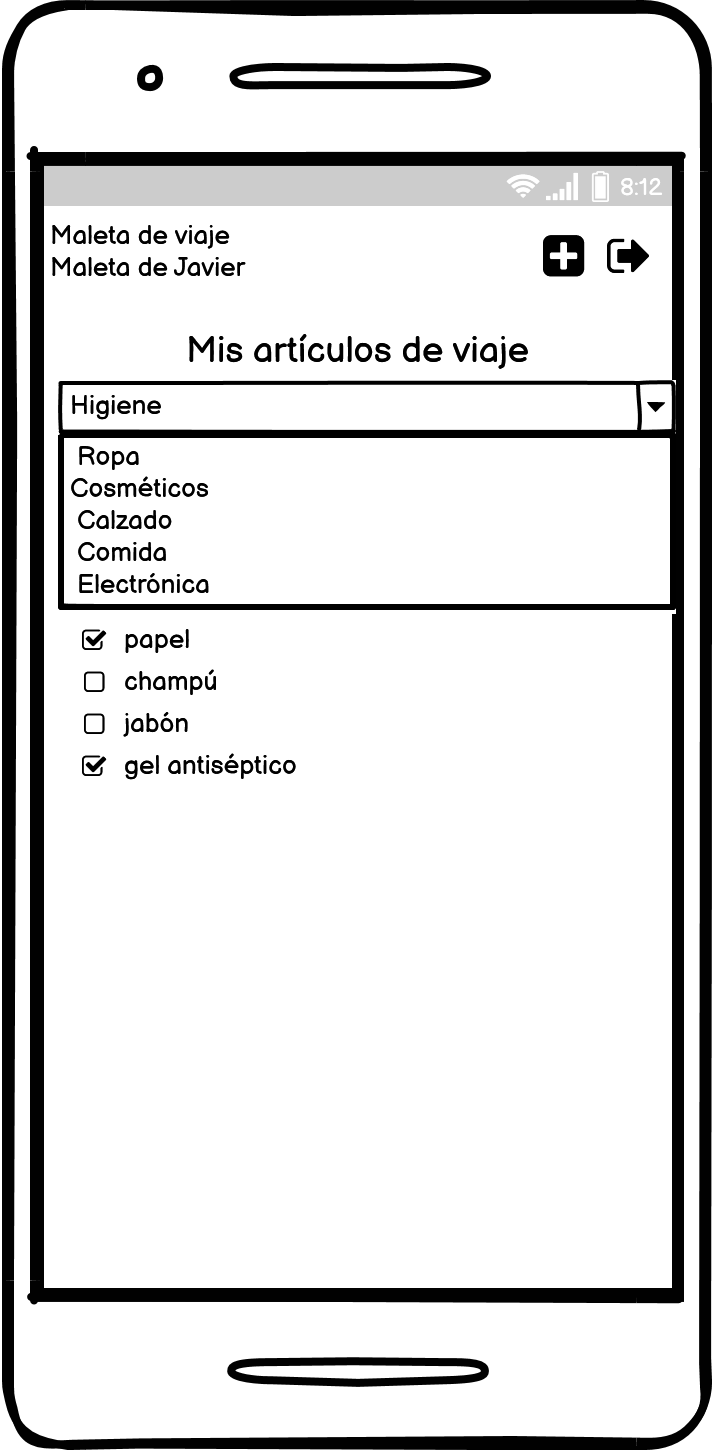 8:12
Maleta de viaje
Maleta de Javier
Mis artículos de viaje
Higiene
Ropa
Cosméticos
Calzado
Comida
Electrónica
papel
champú
jabón
gel antiséptico